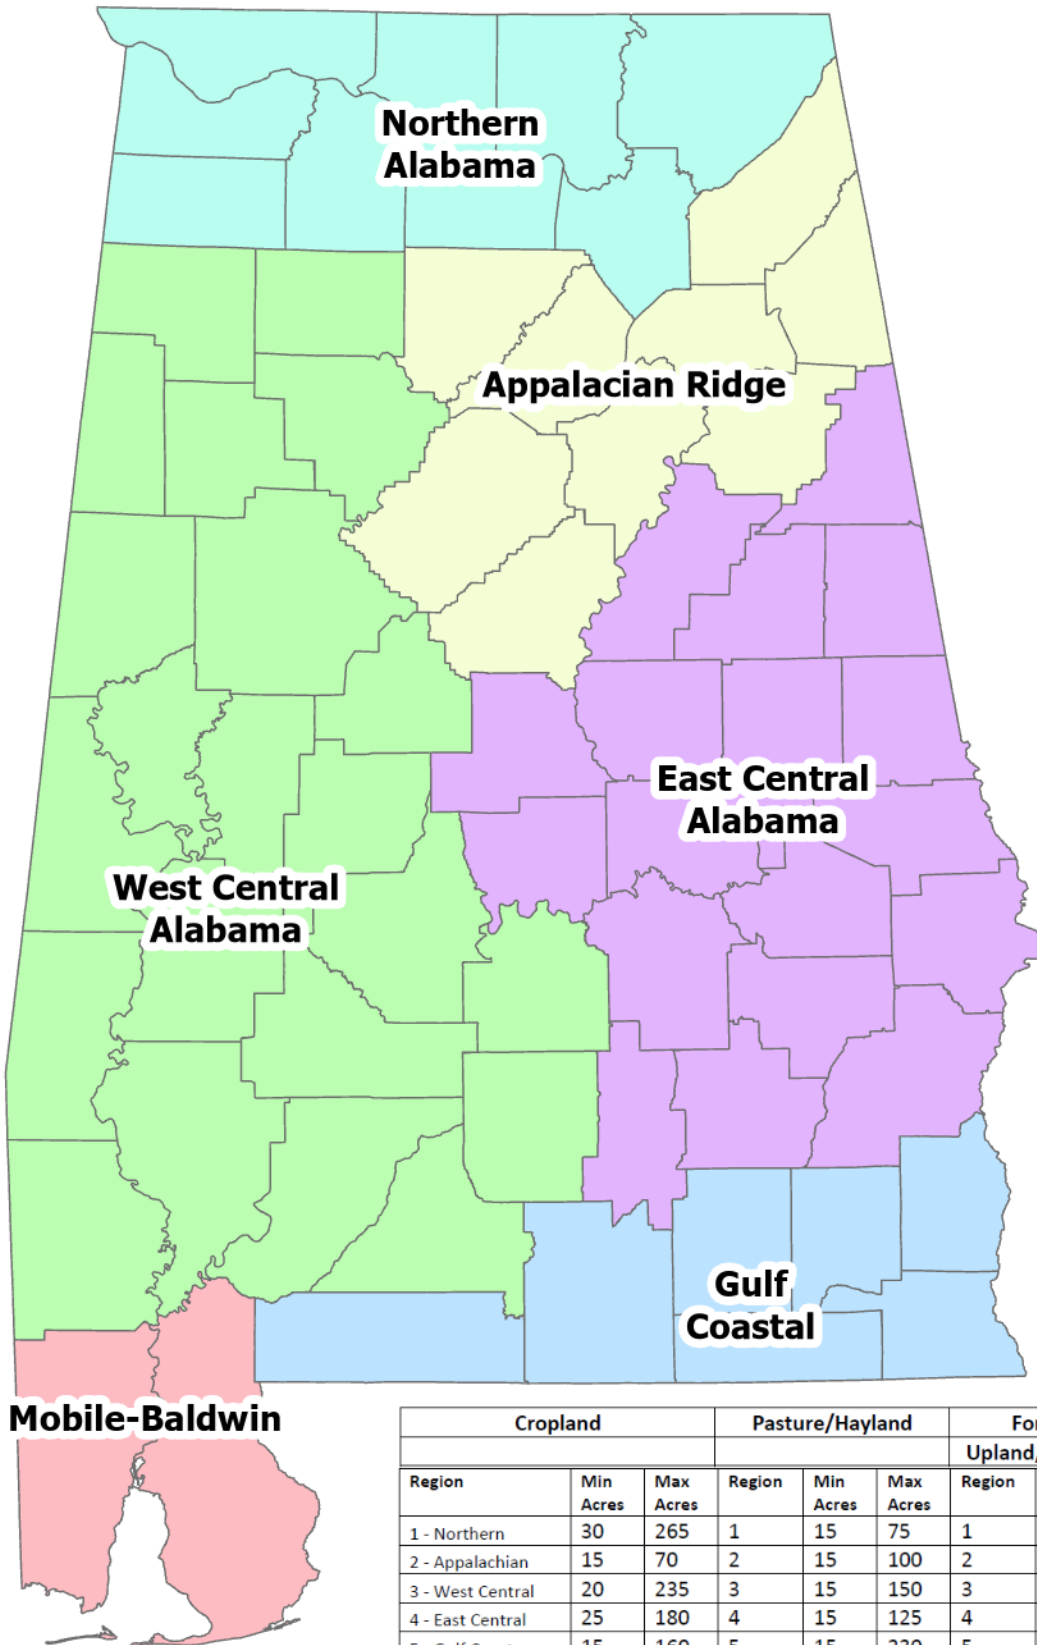 Northern
Alabama
Appalacian Ridge
East Central
Alabama
West Central
Alabama
Gulf
Coastal
Mobile-Baldwin
Cropland Pasture/Hayland
Upland
Region Min Acres Max Acres Region Min Acres Max Acres Region
1 - Northern 30 265 1 15 75 1
2 - Appalachian 15 70 2 15 100 2
3 - West Central 20 235 3 15 150 3
4 - East Central 25 180 4 15 125 4